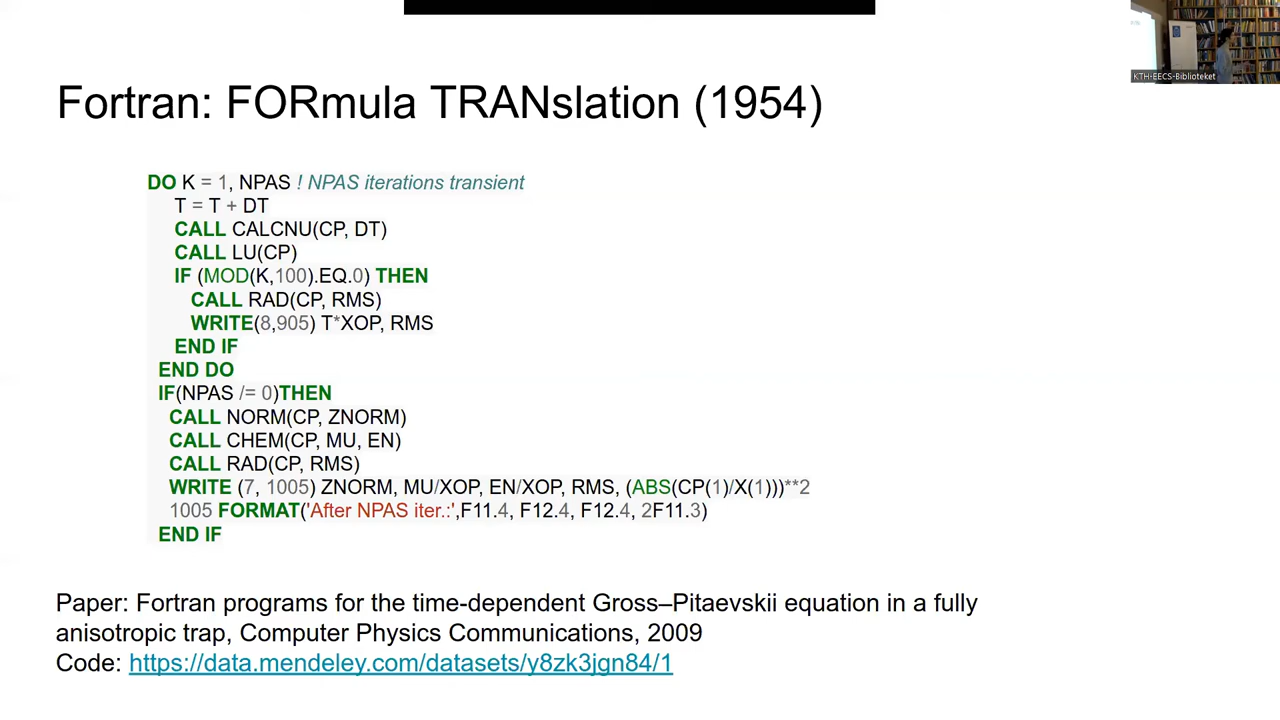 KTH-EECS-Biblioteket
Fortran: FORmula TRANslation (1954)
DO K = 1, NPAS ! NPAS iterations transient
T = T + DT
CALL CALCNU(CP, DT)
CALL LU(CP)
IF (MOD(K,100).EQ.0) THEN
CALL RAD(CP, RMS)
WRITE(8,905) T*XOP, RMS
END IF
END DO
IF(NPAS /= 0)THEN
CALL NORM(CP, ZNORM)
CALL CHEM(CP, MU, EN)
CALL RAD(CP, RMS)
WRITE (7, 1005) ZNORM, MU/XOP, EN/XOP, RMS, (ABS(CP(1)/X(1)))**2
1005 FORMAT('After NPAS iter.:',F11.4, F12.4, F12.4, 2F11.3)
END IF
Paper: Fortran programs for the time-dependent Gross–Pitaevskii equation in a fully
anisotropic trap, Computer Physics Communications, 2009
Code: https://data.mendeley.com/datasets/y8zk3jgn84/1